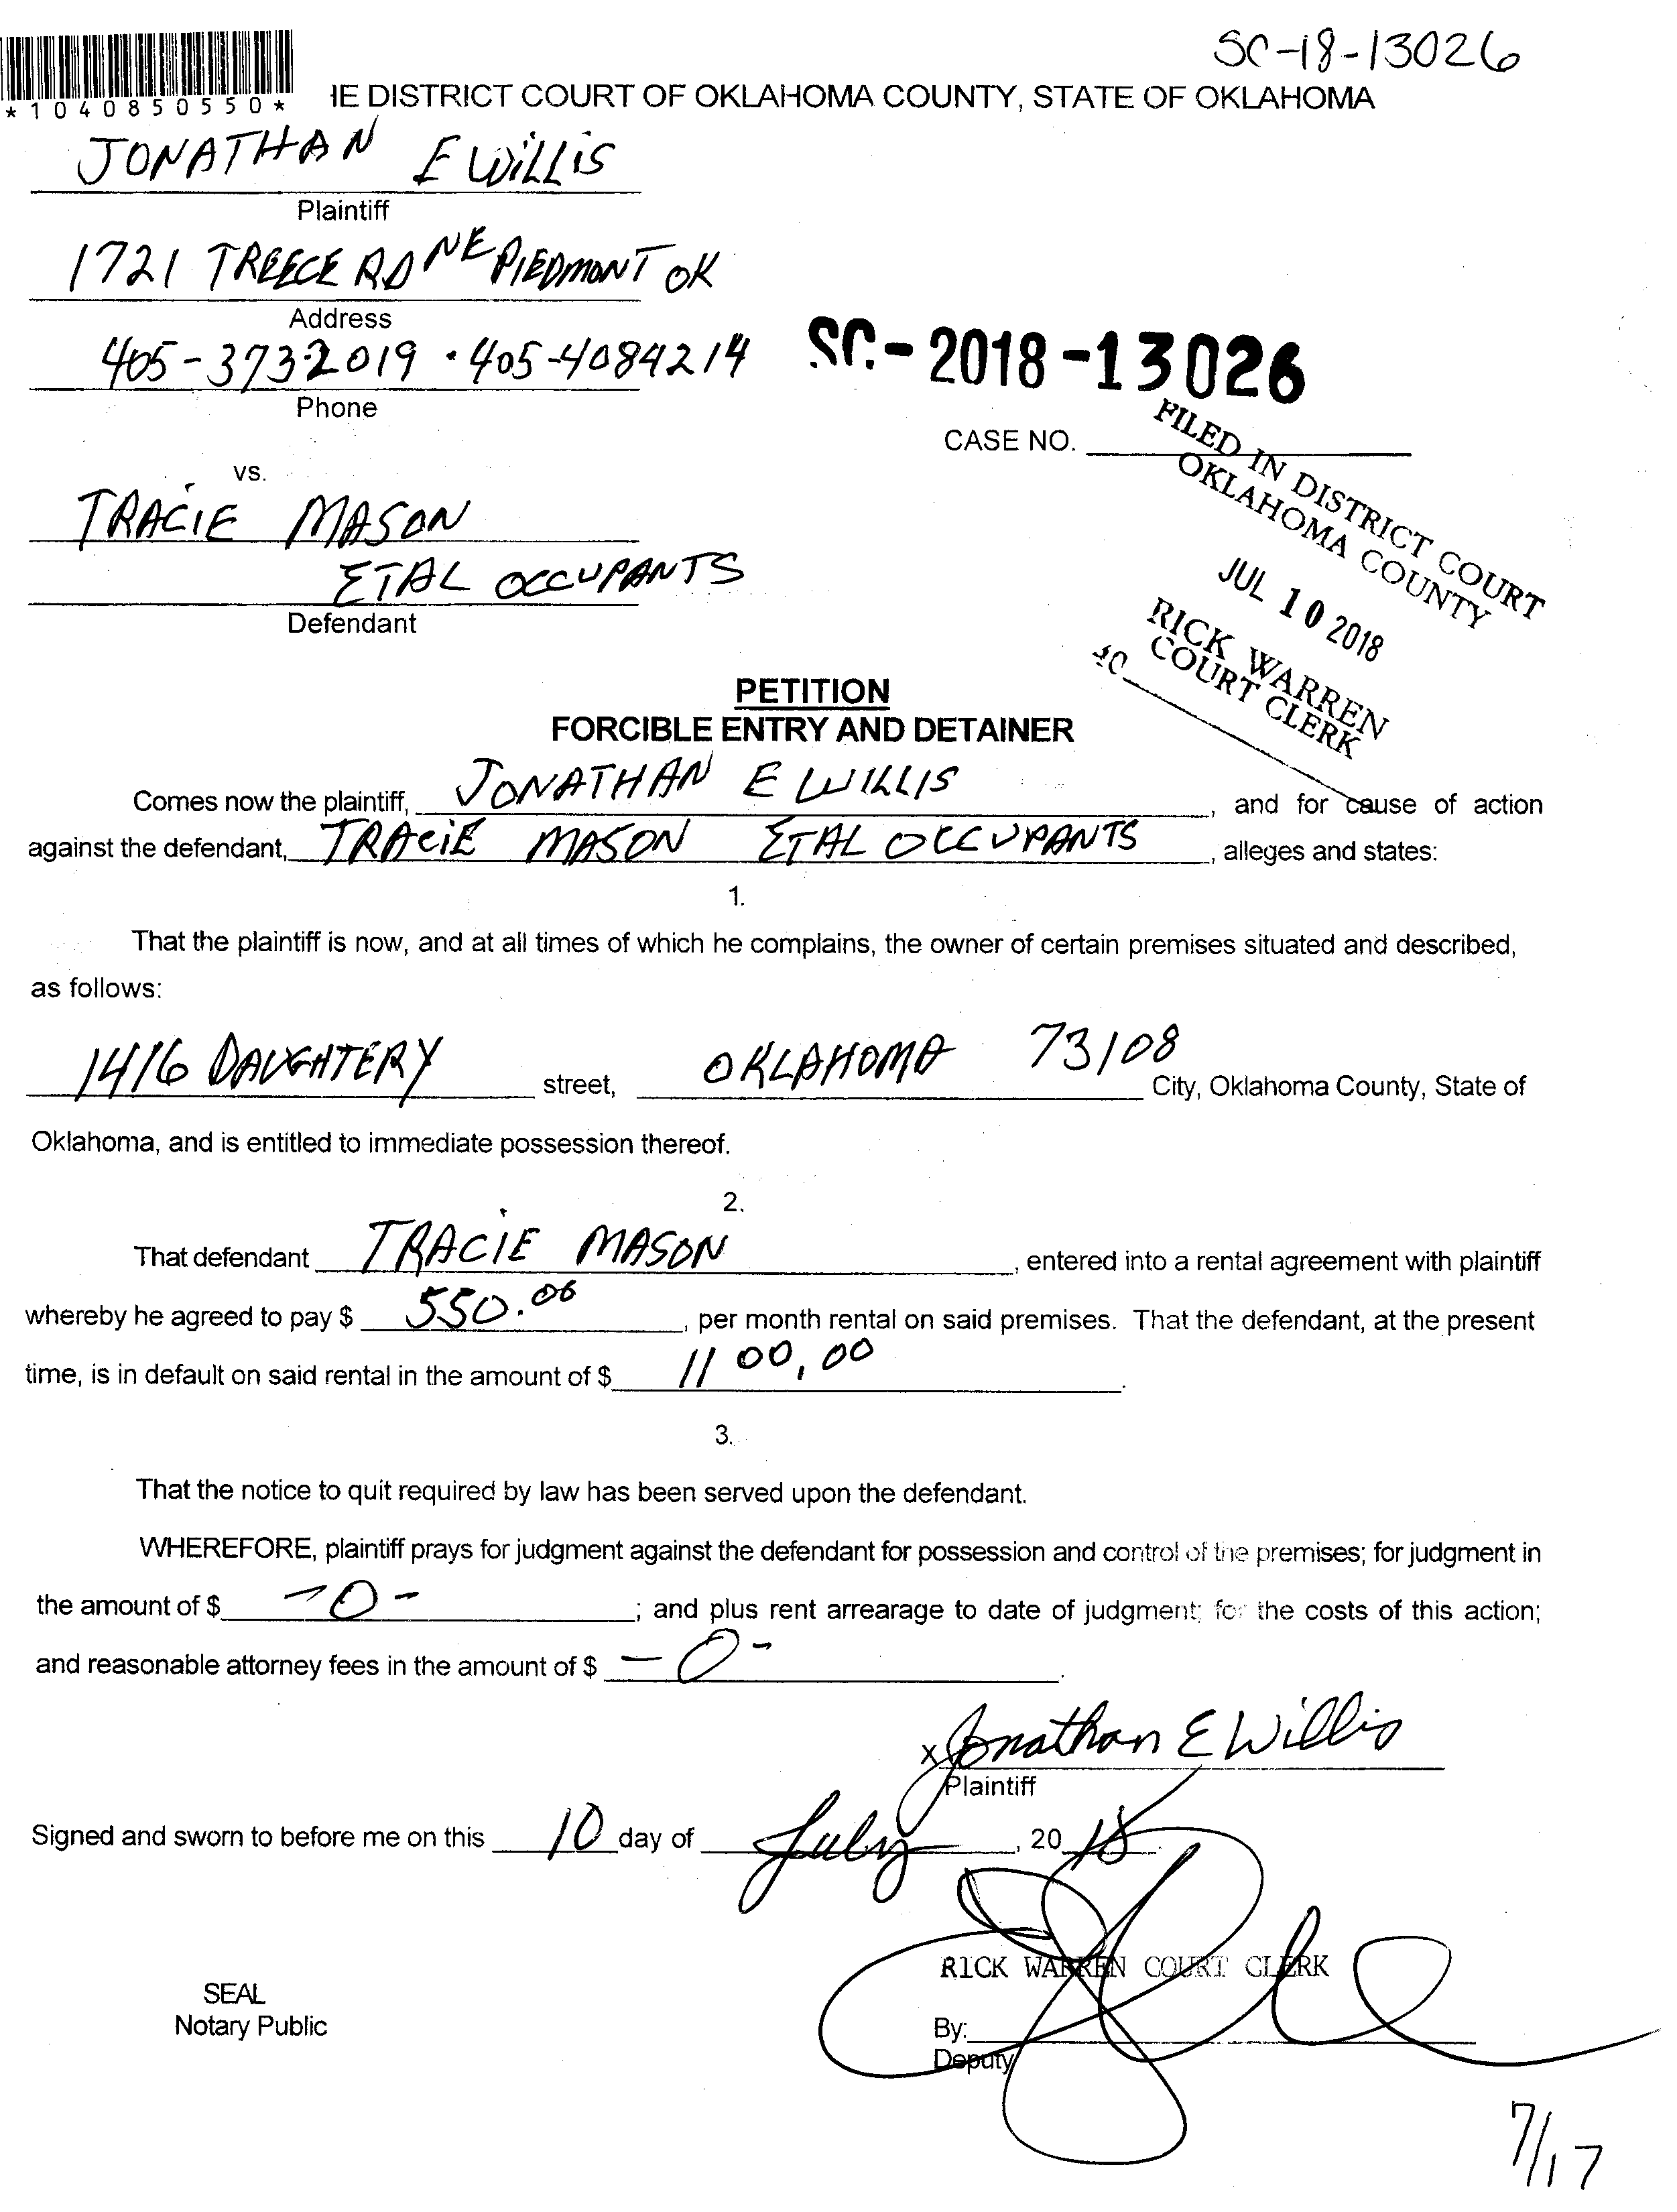 SC-18-13026
*1040850550*
IE DISTRICT COURT OF OKLAHOMA COUNTY, STATE OF OKLAHOMA
JONATHAN E WILLIS
Plaintiff
1721 TREECE RD NE PIEDMONT OK
Address
405-373-2019 · 405-4084214
Phone
SC-2018-13026
CASE NO.
FILED IN DISTRICT COURT
OKLAHOMA COUNTY
JUL 10 2018
RICK WARREN
COURT CLERK
vs.
TRACIE MASON
ETAL OCCUPANTS
Defendant
PETITION
FORCIBLE ENTRY AND DETAINER
Comes now the plaintiff, JONATHAN E WILLIS, and for cause of action
against the defendant, TRACIE MASON ETAL OCCUPANTS, alleges and states:
1.
That the plaintiff is now, and at all times of which he complains, the owner of certain premises situated and described,
as follows:
1416 DAUGHTERY street, OKLAHOMA 73108 City, Oklahoma County, State of
Oklahoma, and is entitled to immediate possession thereof.
2.
That defendant TRACIE MASON, entered into a rental agreement with plaintiff
whereby he agreed to pay $ 550.00, per month rental on said premises. That the defendant, at the present
time, is in default on said rental in the amount of $ 1100,00.
3.
That the notice to quit required by law has been served upon the defendant.
WHEREFORE, plaintiff prays for judgment against the defendant for possession and control of the premises; for judgment in
the amount of $ -0-; and plus rent arrearage to date of judgment; for the costs of this action;
and reasonable attorney fees in the amount of $ -0-.
x Jonathan E Willis
Plaintiff
Signed and sworn to before me on this 10 day of July, 2018.
RICK WARREN COURT CLERK
SEAL
Notary Public
By:
Deputy
7/17